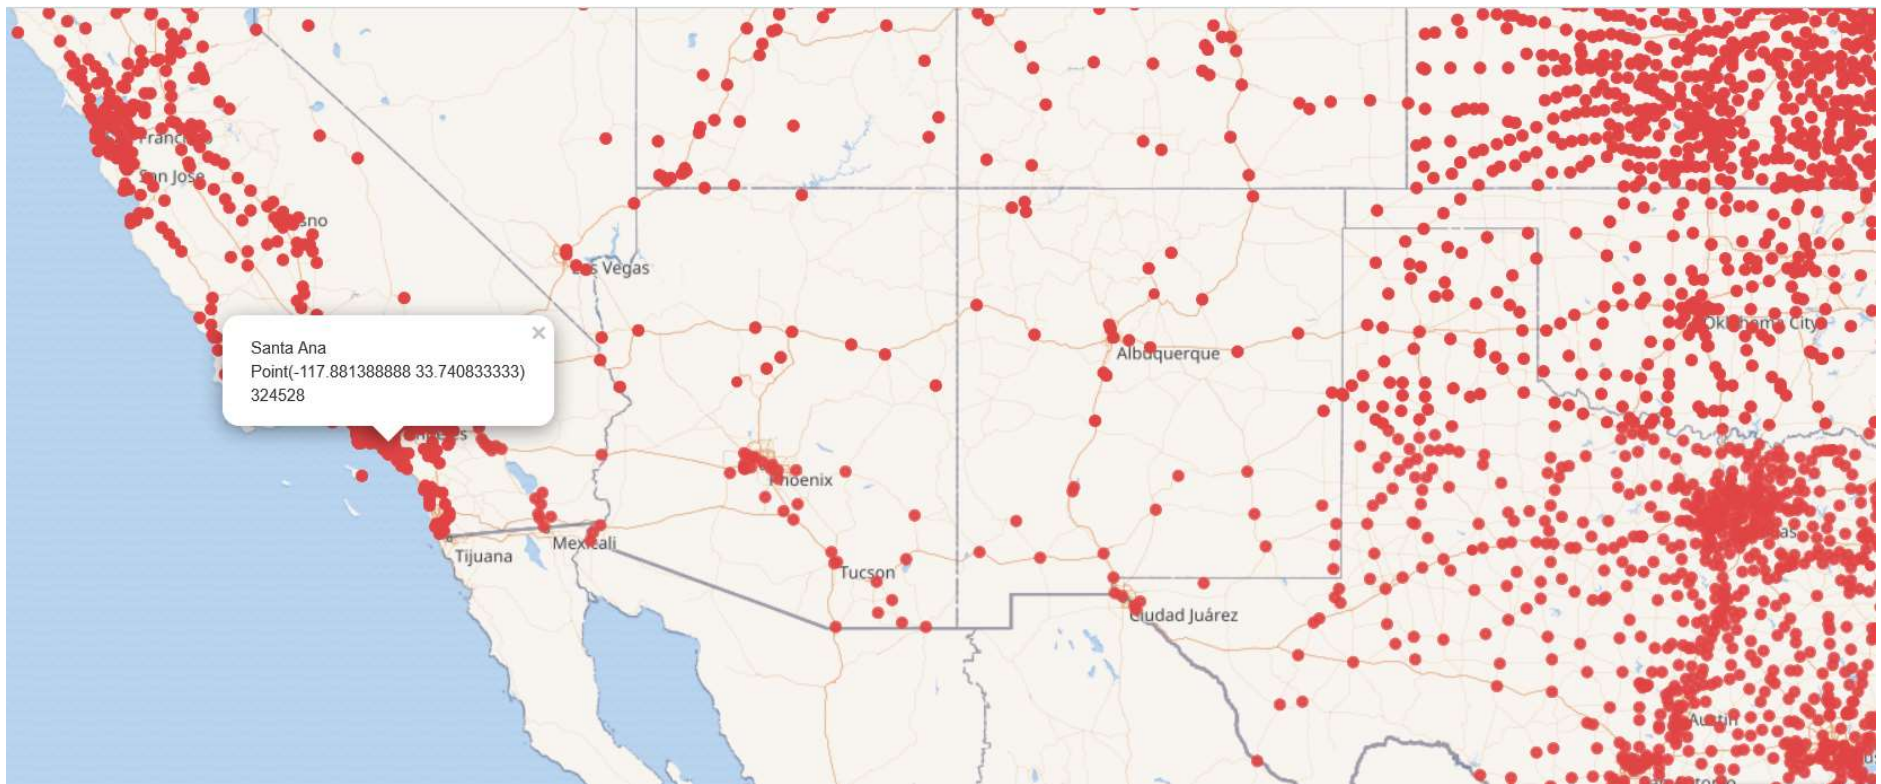 San Jose
Las Vegas
×
Santa Ana
Point(-117.881388888 33.740833333)
324528
Oklahoma City
Albuquerque
Phoenix
Mexicali
Tijuana
Tucson
Ciudad Juárez
Austin